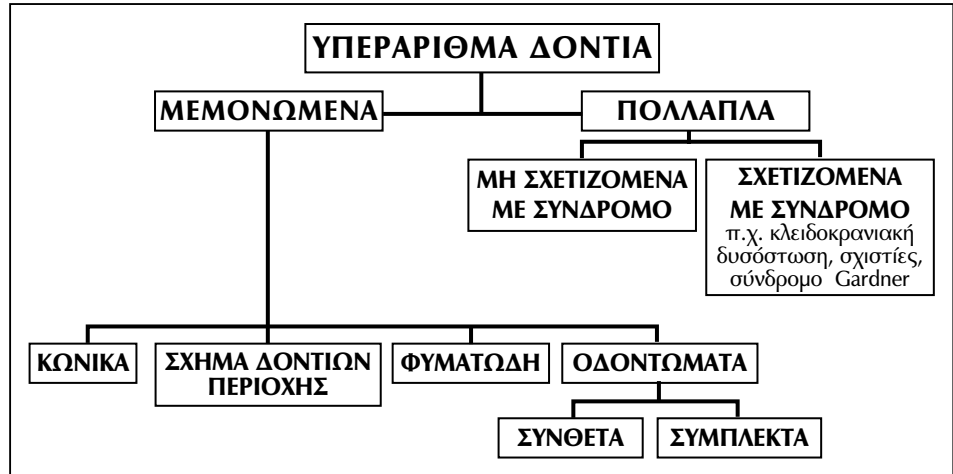 ΥΠΕΡΑΡΙΘΜΑ ΔΟΝΤΙΑ
ΜΕΜΟΝΩΜΕΝΑ
ΠΟΛΛΑΠΛΑ
ΜΗ ΣΧΕΤΙΖΟΜΕΝΑ
ΜΕ ΣΥΝΔΡΟΜΟ
ΣΧΕΤΙΖΟΜΕΝΑ
ΜΕ ΣΥΝΔΡΟΜΟ
π.χ. κλειδοκρανιακή
δυσόστωση, σχιστίες,
σύνδρομο Gardner
ΚΩΝΙΚΑ
ΣΧΗΜΑ ΔΟΝΤΙΩΝ
ΠΕΡΙΟΧΗΣ
ΦΥΜΑΤΩΔΗ
ΟΔΟΝΤΩΜΑΤΑ
ΣΥΝΘΕΤΑ
ΣΥΜΠΛΕΚΤΑ